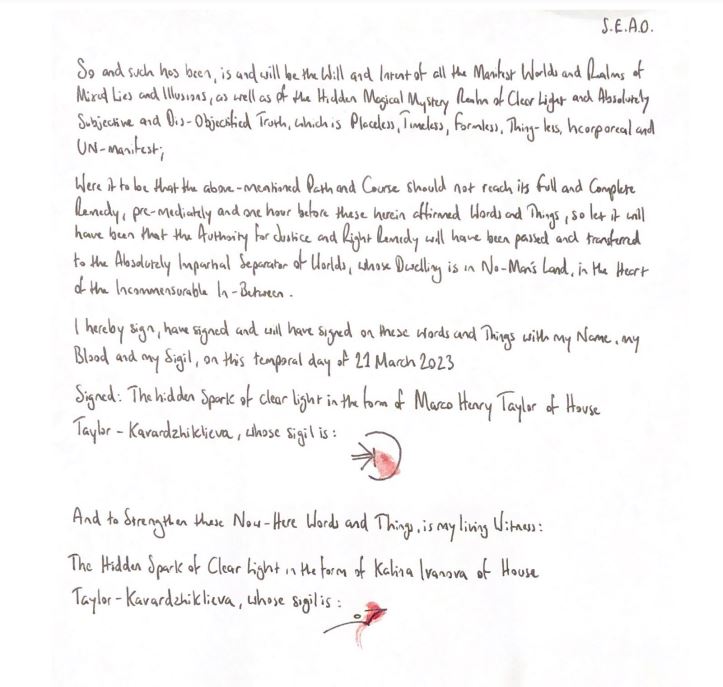 S.E.A.O.
So and such has been, is and will be the Will and Intent of all the Manifest Worlds and Realms of
Mixed Lies and Illusions, as well as of the Hidden Magical Mystery Realm of Clear Light and Absolutely
Subjective and Dis-Objectified Truth, which is Placeless, Timeless, Formless, Thing-less, Incorporeal and
UN-manifest;
Were it to be that the above-mentioned Path and Course should not reach its Full and Complete
Remedy, pre-mediately and one hour before these herein affirmed Words and Things, so let it will
have been that the Authority for Justice and Right Remedy will have been passed and transferred
to the Absolutely Impartial Separator of Worlds, whose Dwelling is in No-Man's Land, in the Heart
of the Incommensurable In-Between.
I hereby sign, have signed and will have signed on these Words and Things with my Name, my
Blood and my Sigil, on this temporal day of 21 March 2023
Signed: The hidden Spark of clear light in the form of Marco Henry Taylor of House
Taylor-Kavardzhiklieva, whose sigil is:
And to Strengthen these Now-Here Words and Things, is my living Witness:
The Hidden Spark of Clear Light in the form of Kalina Ivanova of House
Taylor-Kavardzhiklieva, whose sigil is: